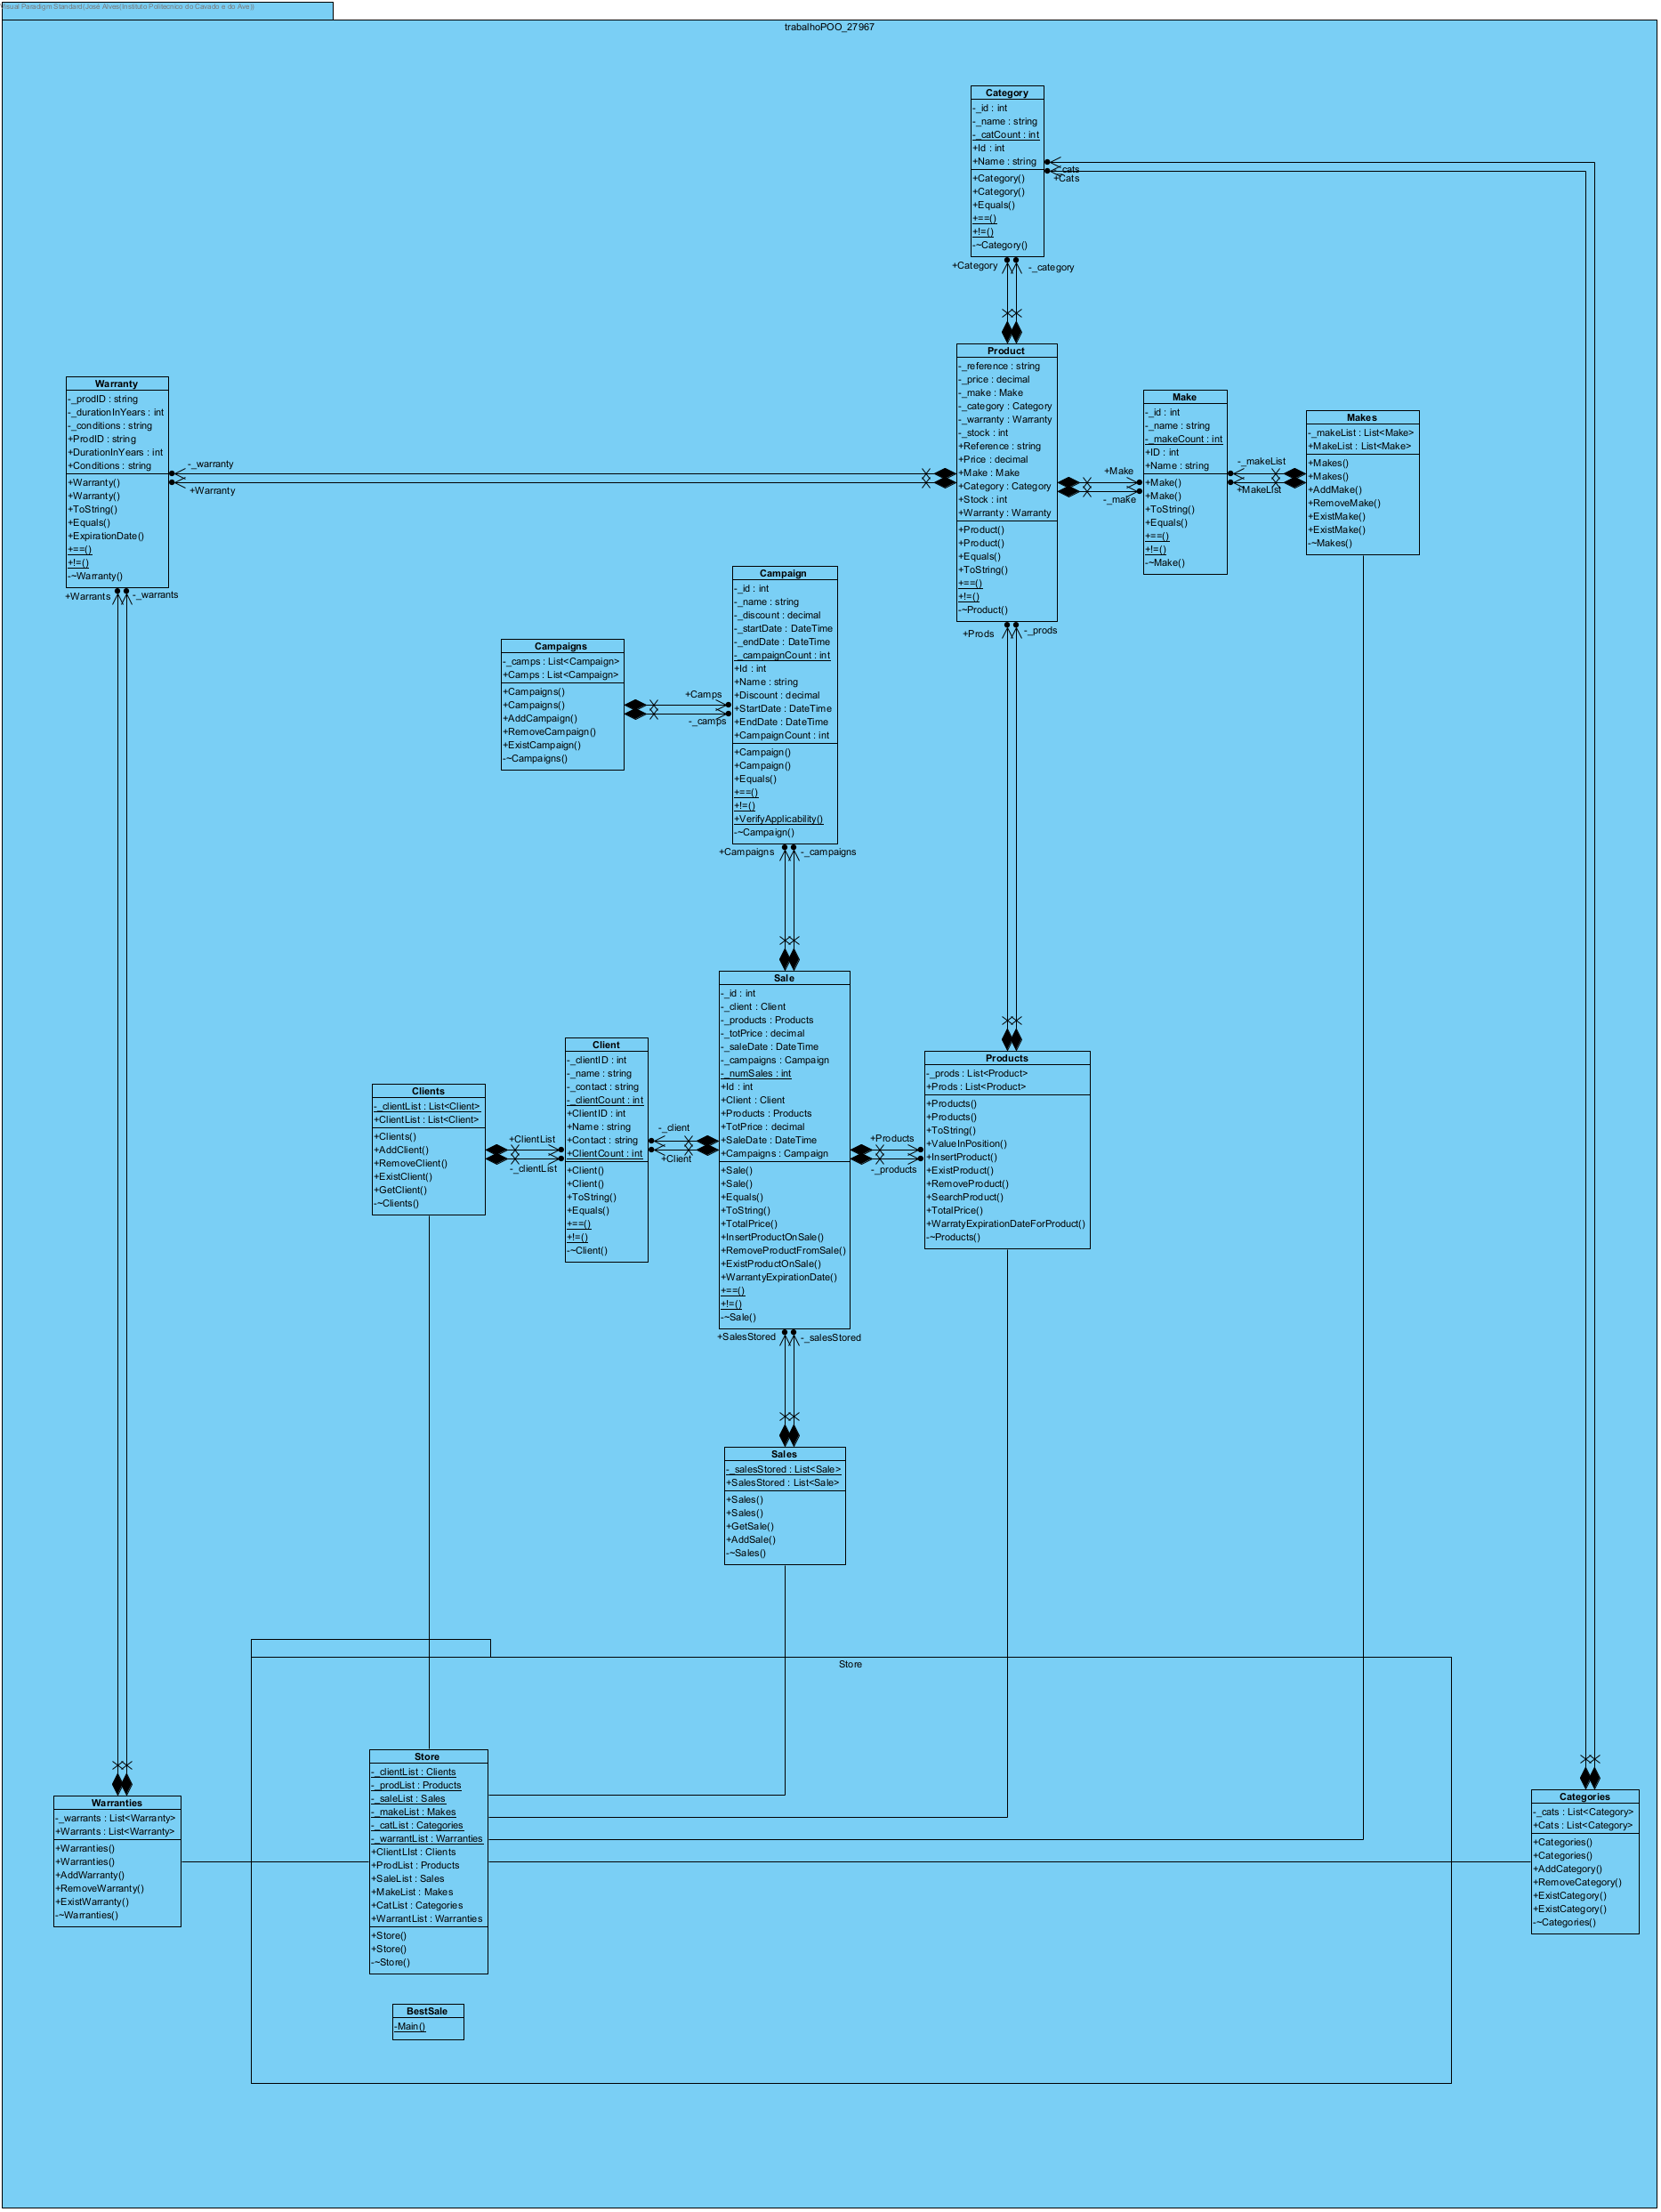 Visual Paradigm Standard(José Alves(Instituto Politecnico do Cavado e do Ave))
trabalhoPOO_27967
Category
-_id : int
-_name : string
-_catCount : int
+Id : int
+Name : string
+Category()
+Category()
+Equals()
+==()
+!=()
-~Category()
-_cats
+Cats
+Category
-_category
Product
-_reference : string
-_price : decimal
-_make : Make
-_category : Category
-_warranty : Warranty
-_stock : int
+Reference : string
+Price : decimal
+Make : Make
+Category : Category
+Stock : int
+Warranty : Warranty
+Product()
+Product()
+Equals()
+ToString()
+==()
+!=()
-~Product()
Warranty
-_prodID : string
-_durationInYears : int
-_conditions : string
+ProdID : string
+DurationInYears : int
+Conditions : string
+Warranty()
+Warranty()
+ToString()
+Equals()
+ExpirationDate()
+==()
+!=()
-~Warranty()
-_warranty
+Warranty
+Make
-_make
Make
-_id : int
-_name : string
-_makeCount : int
+ID : int
+Name : string
+Make()
+Make()
+ToString()
+Equals()
+==()
+!=()
-~Make()
-_makeList
+MakeList
Makes
-_makeList : List<Make>
+MakeList : List<Make>
+Makes()
+Makes()
+AddMake()
+RemoveMake()
+ExistMake()
+ExistMake()
-~Makes()
+Warrants
-_warrants
+Prods
-_prods
Campaign
-_id : int
-_name : string
-_discount : decimal
-_startDate : DateTime
-_endDate : DateTime
-_campaignCount : int
+Id : int
+Name : string
+Discount : decimal
+StartDate : DateTime
+EndDate : DateTime
+CampaignCount : int
+Campaign()
+Campaign()
+Equals()
+==()
+!=()
+VerifyApplicability()
-~Campaign()
Campaigns
-_camps : List<Campaign>
+Camps : List<Campaign>
+Campaigns()
+Campaigns()
+AddCampaign()
+RemoveCampaign()
+ExistCampaign()
-~Campaigns()
+Camps
-_camps
+Campaigns
-_campaigns
Sale
-_id : int
-_client : Client
-_products : Products
-_totPrice : decimal
-_saleDate : DateTime
-_campaigns : Campaign
-_numSales : int
+Id : int
+Client : Client
+Products : Products
+TotPrice : decimal
+SaleDate : DateTime
+Campaigns : Campaign
+Sale()
+Sale()
+Equals()
+ToString()
+TotalPrice()
+InsertProductOnSale()
+RemoveProductFromSale()
+ExistProductOnSale()
+WarrantyExpirationDate()
+==()
+!=()
-~Sale()
Client
-_clientID : int
-_name : string
-_contact : string
-_clientCount : int
+ClientID : int
+Name : string
+Contact : string
+ClientCount : int
+Client()
+Client()
+ToString()
+Equals()
+==()
+!=()
-~Client()
-_client
+Client
Clients
-_clientList : List<Client>
+ClientList : List<Client>
+Clients()
+AddClient()
+RemoveClient()
+ExistClient()
+GetClient()
-~Clients()
+ClientList
-_clientList
+Products
-_products
Products
-_prods : List<Product>
+Prods : List<Product>
+Products()
+Products()
+ToString()
+ValueInPosition()
+InsertProduct()
+ExistProduct()
+RemoveProduct()
+SearchProduct()
+TotalPrice()
+WarratyExpirationDateForProduct()
-~Products()
+SalesStored
-_salesStored
Sales
-_salesStored : List<Sale>
+SalesStored : List<Sale>
+Sales()
+Sales()
+GetSale()
+AddSale()
-~Sales()
Store
Store
-_clientList : Clients
-_prodList : Products
-_saleList : Sales
-_makeList : Makes
-_catList : Categories
-_warrantList : Warranties
+ClientLIst : Clients
+ProdList : Products
+SaleList : Sales
+MakeList : Makes
+CatList : Categories
+WarrantList : Warranties
+Store()
+Store()
-~Store()
Warranties
-_warrants : List<Warranty>
+Warrants : List<Warranty>
+Warranties()
+Warranties()
+AddWarranty()
+RemoveWarranty()
+ExistWarranty()
-~Warranties()
Categories
-_cats : List<Category>
+Cats : List<Category>
+Categories()
+Categories()
+AddCategory()
+RemoveCategory()
+ExistCategory()
+ExistCategory()
-~Categories()
BestSale
-Main()